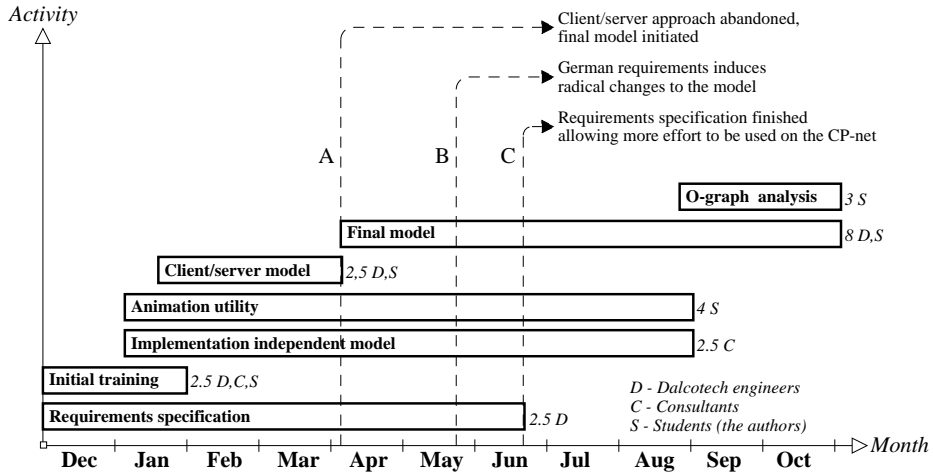 Activity
Client/server approach abandoned,
final model initiated
German requirements induces
radical changes to the model
Requirements specification finished
allowing more effort to be used on the CP-net
A
B
C
O-graph analysis
3 S
Final model
8 D,S
Client/server model
2,5 D,S
Animation utility
4 S
Implementation independent model
2.5 C
Initial training
2.5 D,C,S
Requirements specification
2.5 D
D - Dalcotech engineers
C - Consultants
S - Students (the authors)
Dec Jan Feb Mar Apr May Jun Jul Aug Sep Oct
Month